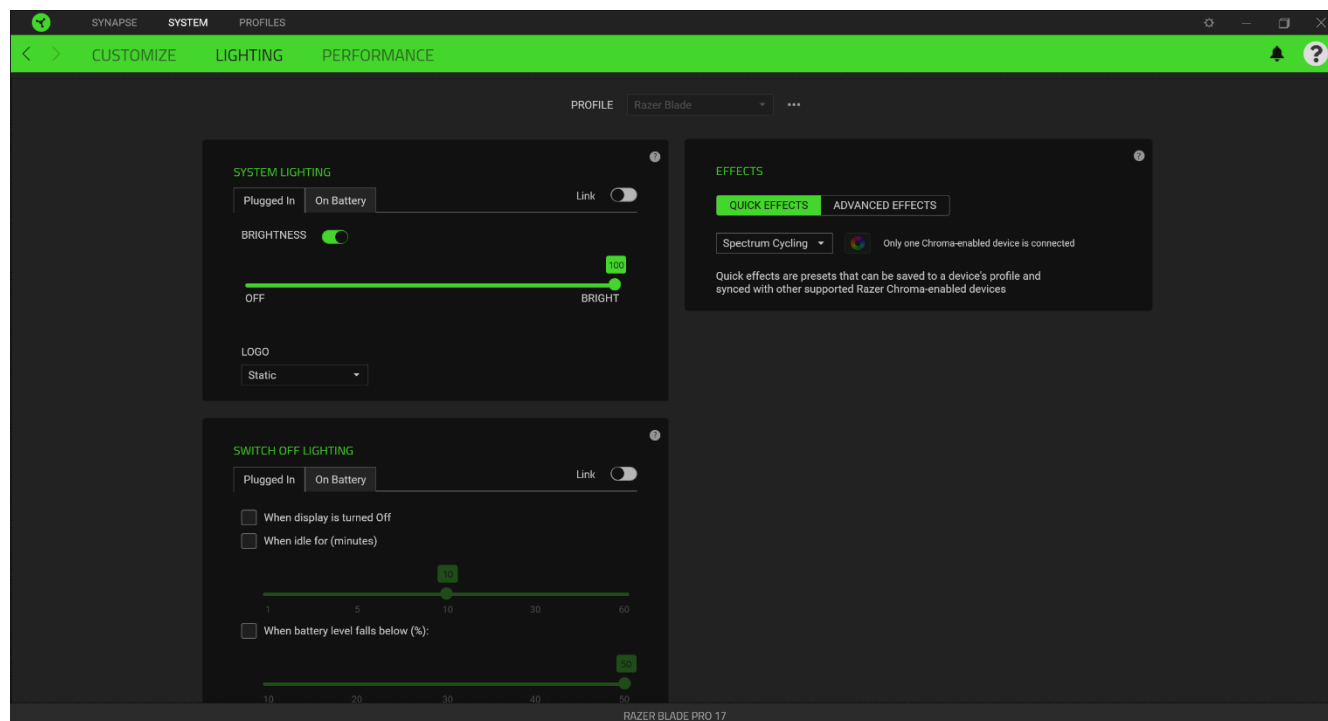 SYNAPSE SYSTEM PROFILES
CUSTOMIZE LIGHTING PERFORMANCE
?
PROFILE Razer Blade
SYSTEM LIGHTING
?
Plugged In On Battery Link
BRIGHTNESS
100
OFF BRIGHT
LOGO
Static
EFFECTS
?
QUICK EFFECTS ADVANCED EFFECTS
Spectrum Cycling Only one Chroma-enabled device is connected
Quick effects are presets that can be saved to a device's profile and
synced with other supported Razer Chroma-enabled devices
SWITCH OFF LIGHTING
?
Plugged In On Battery Link
When display is turned Off
When idle for (minutes)
10
1 5 10 30 60
When battery level falls below (%):
50
10 20 30 40 50
RAZER BLADE PRO 17